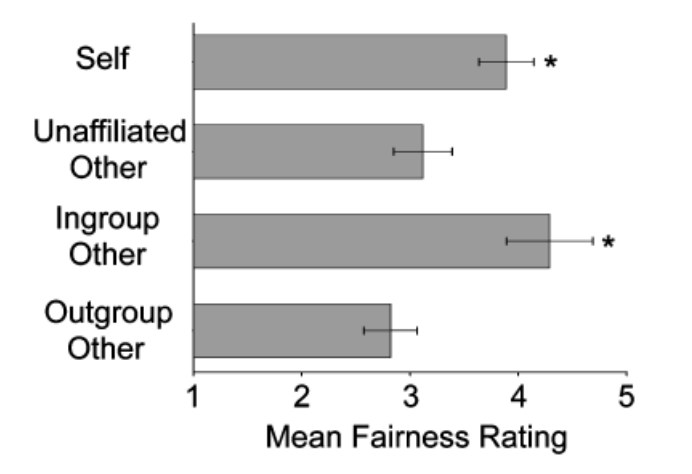 Self
*
Unaffiliated
Other
Ingroup
Other
*
Outgroup
Other
1 2 3 4 5
Mean Fairness Rating